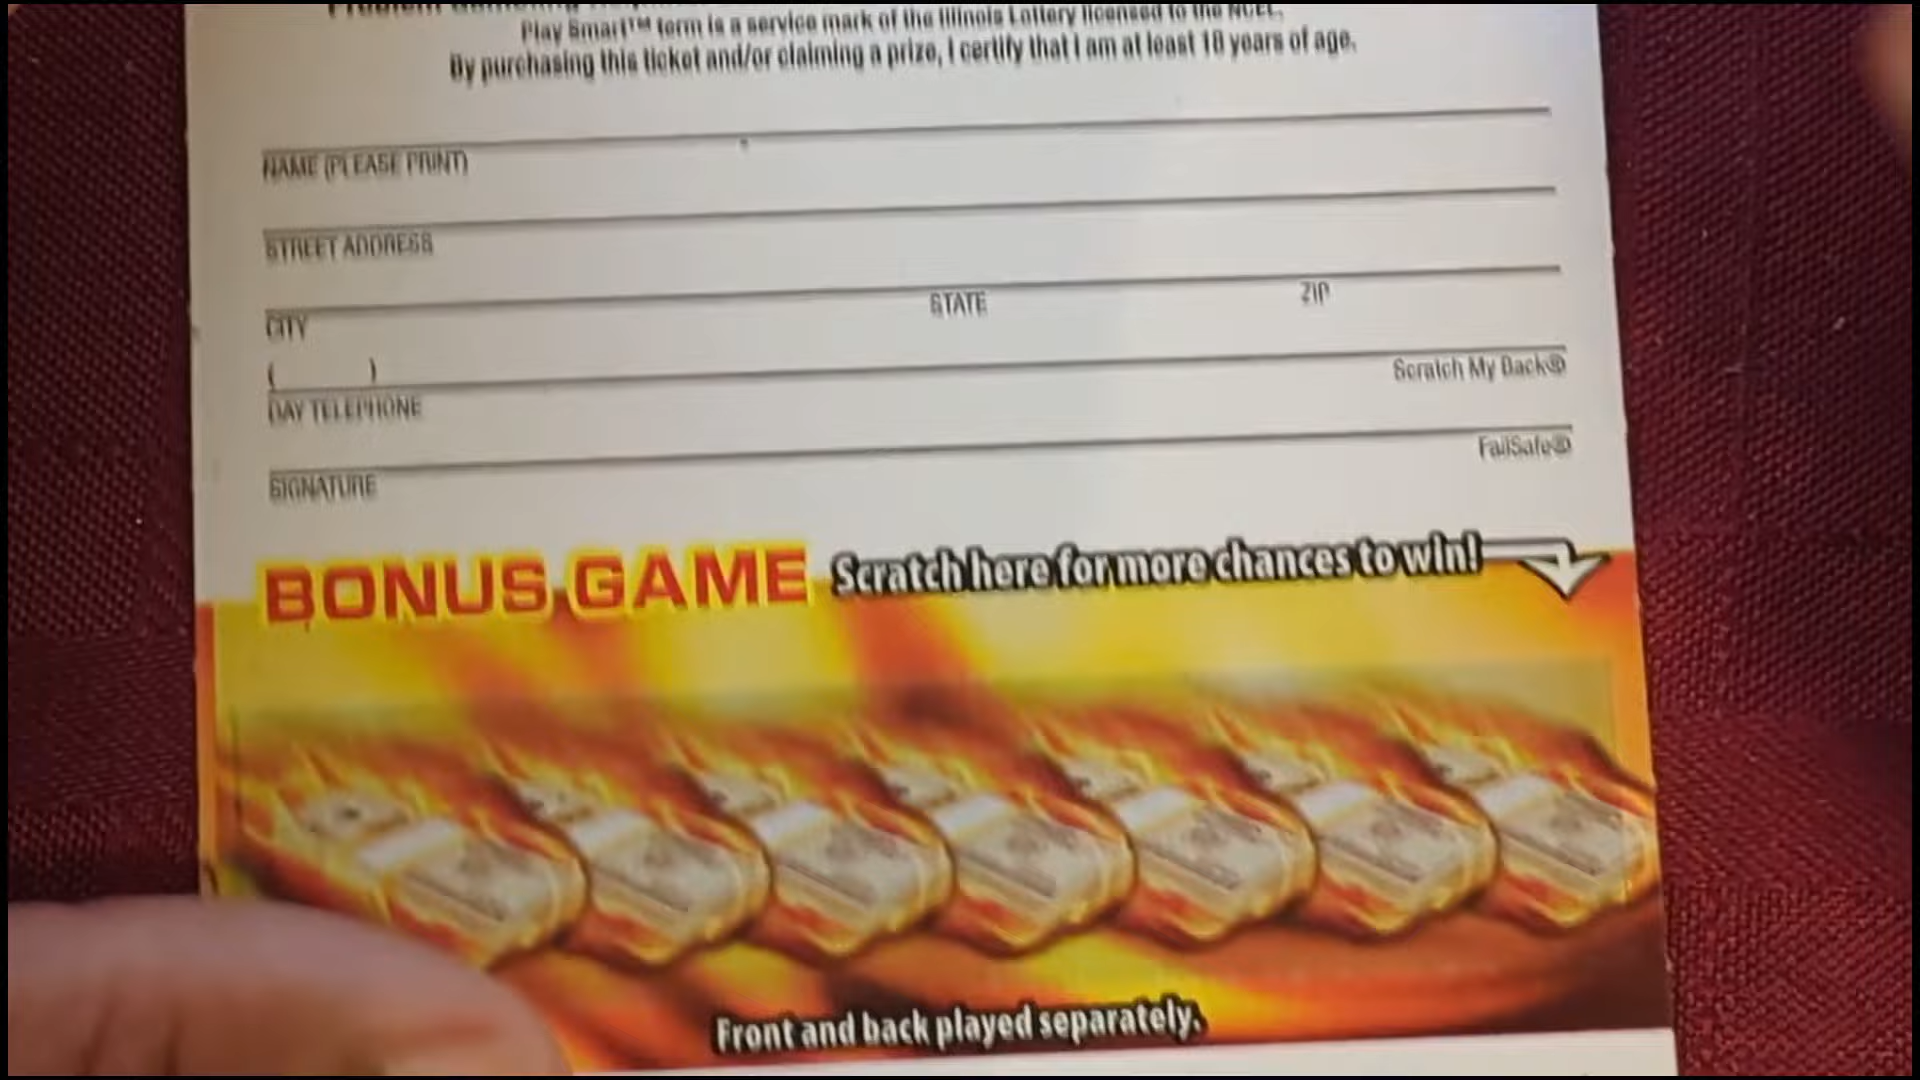 Problem Gambling
Play Smart™ term is a service mark of the Illinois Lottery licensed to the NCEL.
By purchasing this ticket and/or claiming a prize, I certify that I am at least 18 years of age.
NAME (PLEASE PRINT)
STREET ADDRESS
CITY STATE ZIP
( )
DAY TELEPHONE Scratch My Back®
SIGNATURE FailSafe®
BONUS GAME Scratch here for more chances to win!
Front and back played separately.